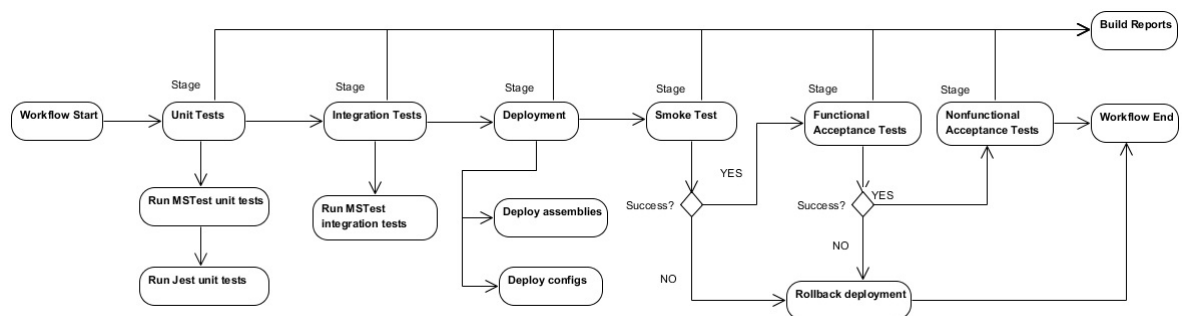 Build Reports
Stage
Stage
Stage
Stage
Stage
Stage
Workflow Start
Unit Tests
Integration Tests
Deployment
Smoke Test
Functional
Acceptance Tests
Nonfunctional
Acceptance Tests
Workflow End
YES
Run MSTest unit tests
Run MSTest
integration tests
Deploy assemblies
Success?
Success?
YES
NO
NO
Run Jest unit tests
Deploy configs
Rollback deployment